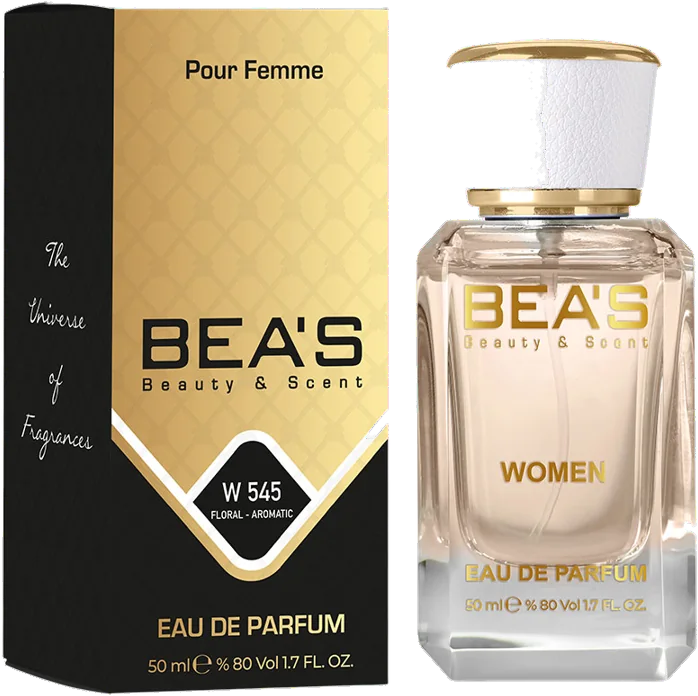 The
Universe
of
Fragrances
Pour Femme
BEA'S
Beauty & Scent
W 545
FLORAL - AROMATIC
EAU DE PARFUM
50 ml ℮ % 80 Vol 1.7 FL. OZ.
BEA'S
Beauty & Scent
WOMEN
EAU DE PARFUM
50 ml ℮ % 80 Vol 1.7 FL. OZ.